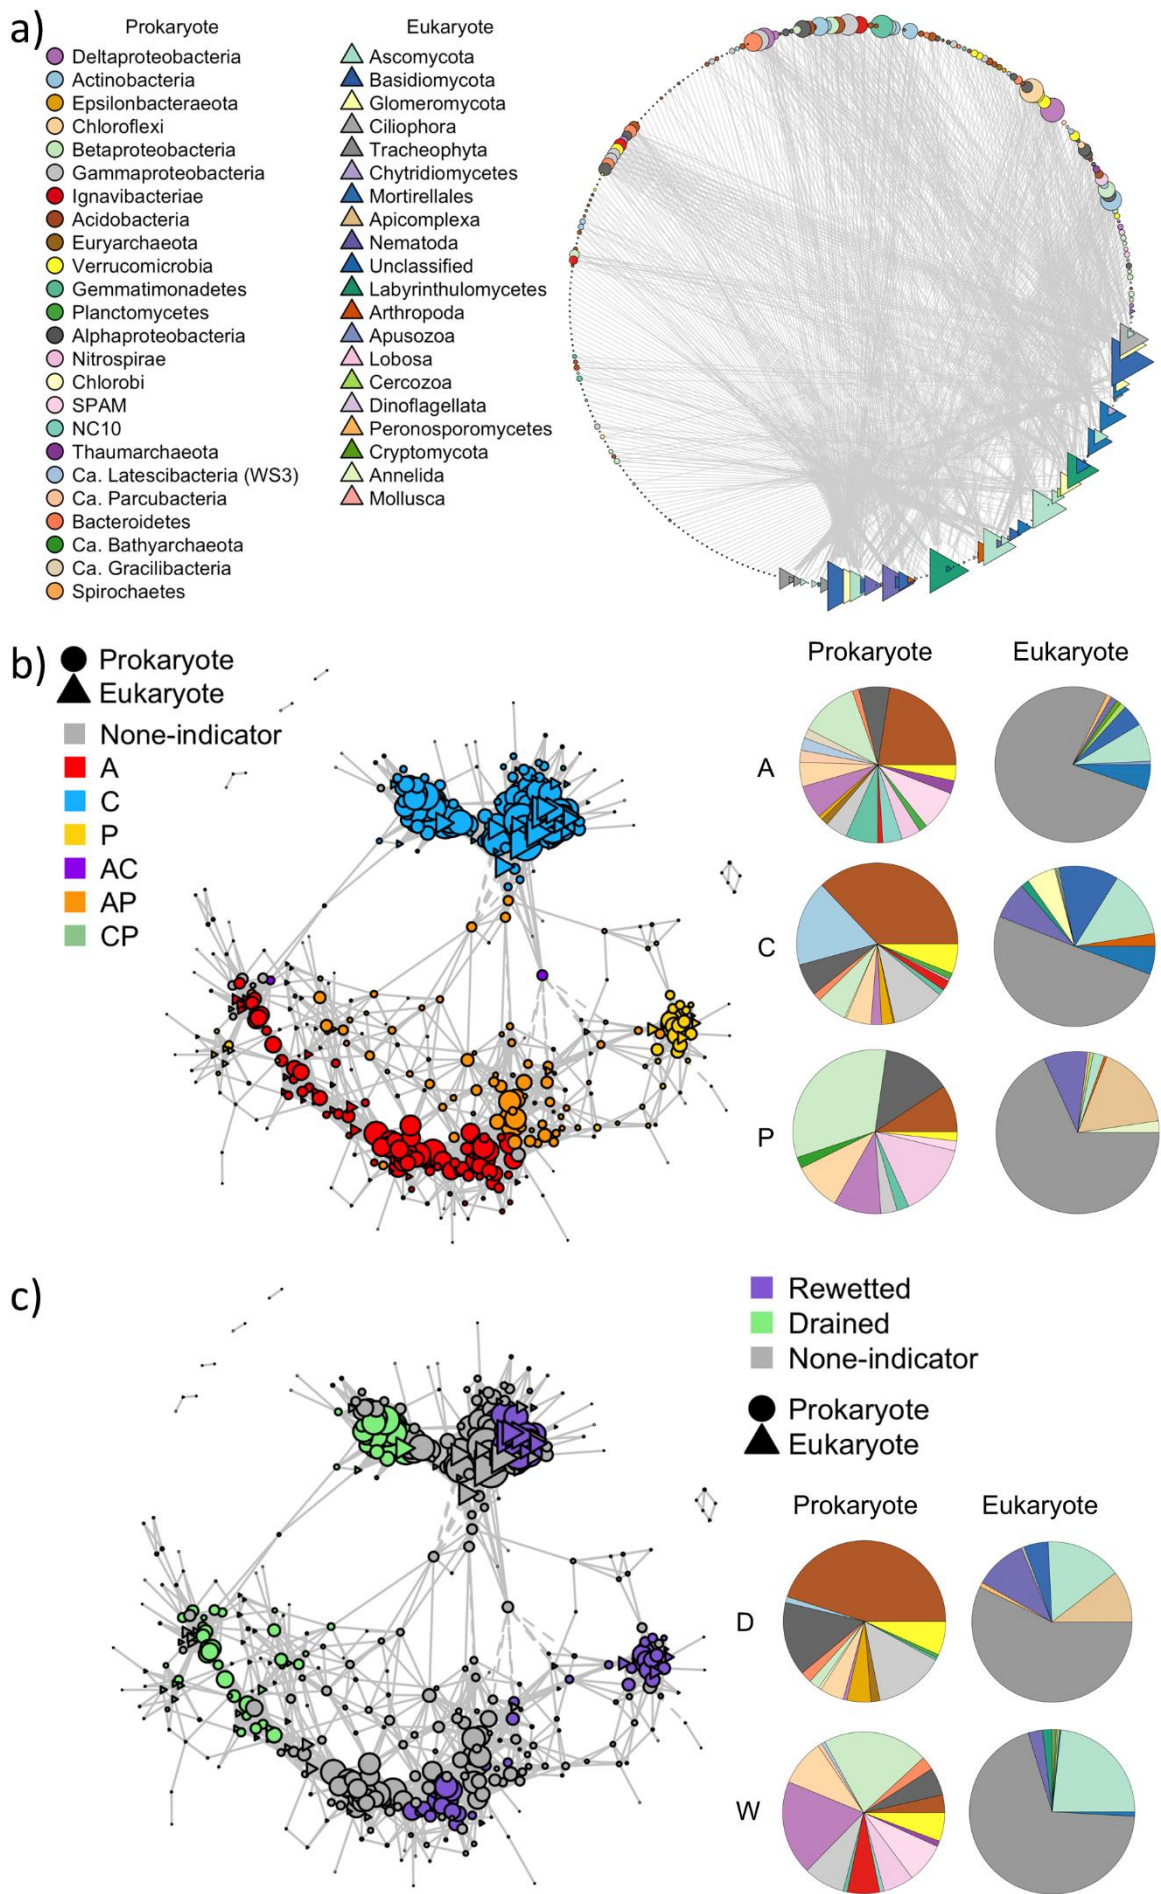 a)
Prokaryote
Deltaproteobacteria
Actinobacteria
Epsilonbacteraeota
Chloroflexi
Betaproteobacteria
Gammaproteobacteria
Ignavibacteriae
Acidobacteria
Euryarchaeota
Verrucomicrobia
Gemmatimonadetes
Planctomycetes
Alphaproteobacteria
Nitrospirae
Chlorobi
SPAM
NC10
Thaumarchaeota
Ca. Latescibacteria (WS3)
Ca. Parcubacteria
Bacteroidetes
Ca. Bathyarchaeota
Ca. Gracilibacteria
Spirochaetes
Eukaryote
Ascomycota
Basidiomycota
Glomeromycota
Ciliophora
Tracheophyta
Chytridiomycetes
Mortirellales
Apicomplexa
Nematoda
Unclassified
Labyrinthulomycetes
Arthropoda
Apusozoa
Lobosa
Cercozoa
Dinoflagellata
Peronosporomycetes
Cryptomycota
Annelida
Mollusca
b)
Prokaryote
Eukaryote
None-indicator
A
C
P
AC
AP
CP
Prokaryote Eukaryote
A
C
P
c)
Rewetted
Drained
None-indicator
Prokaryote
Eukaryote
Prokaryote Eukaryote
D
W